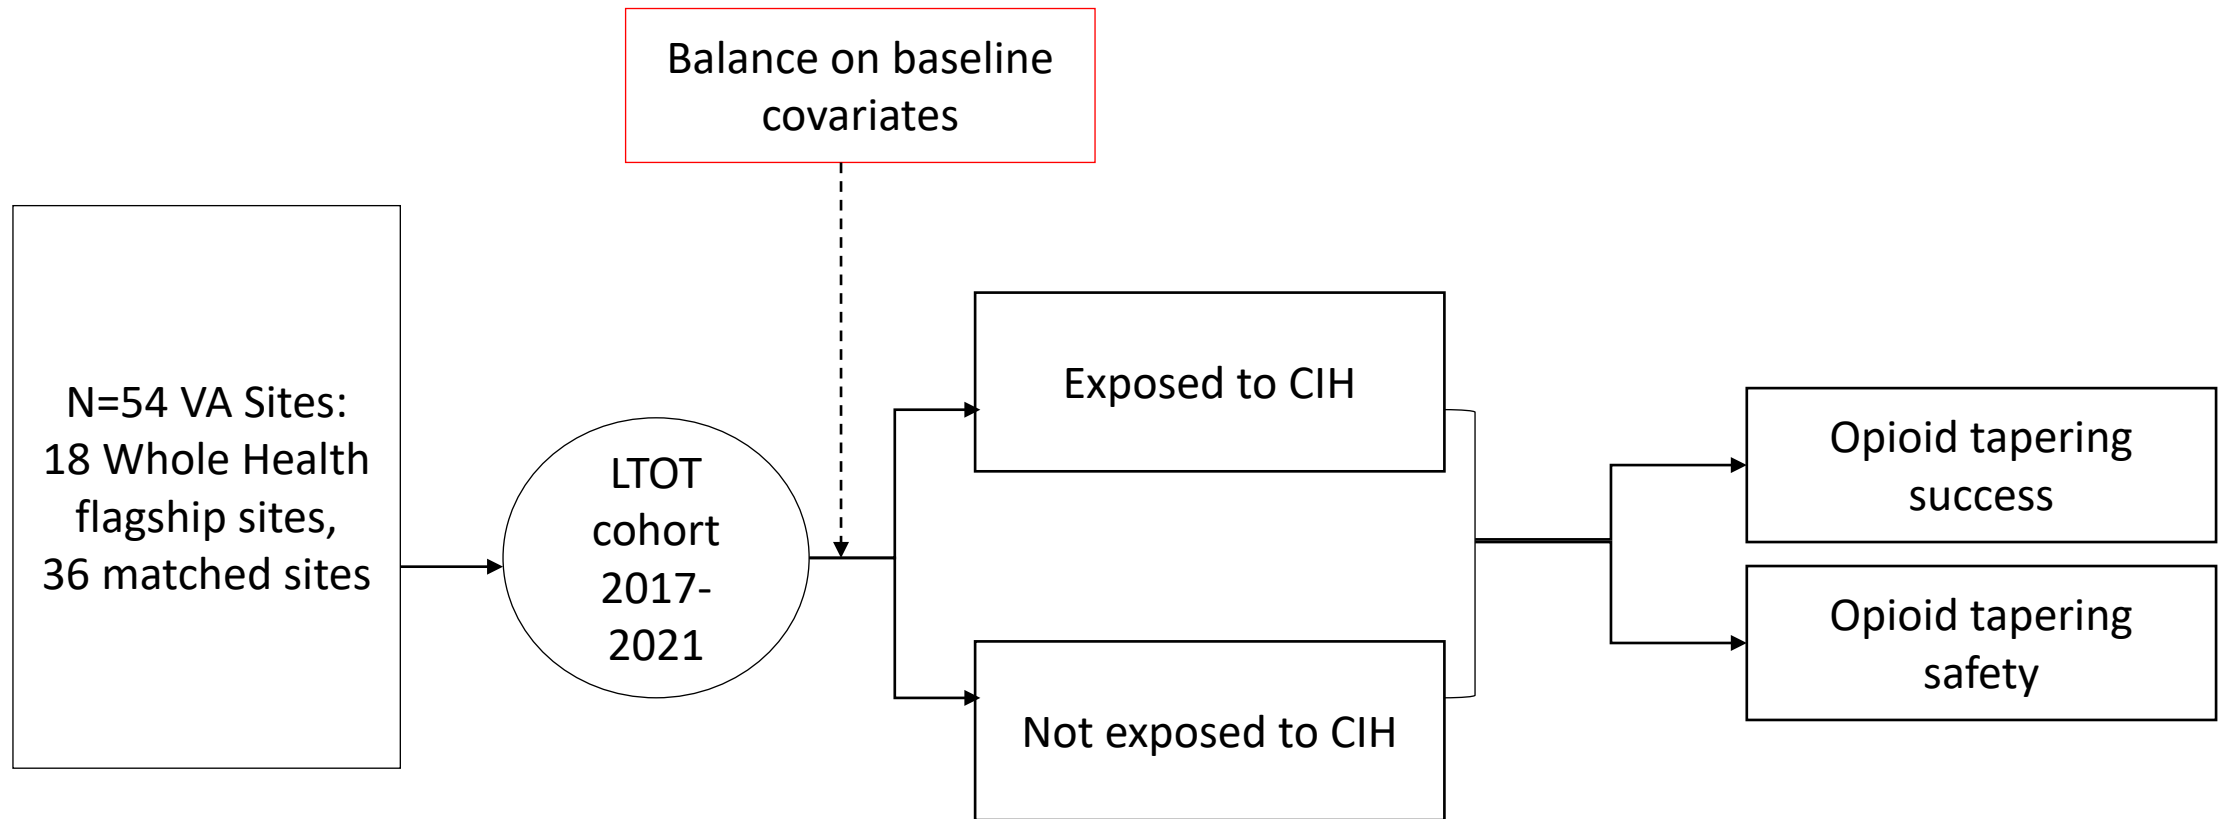 Balance on baseline
covariates
N=54 VA Sites:
18 Whole Health
flagship sites,
36 matched sites
LTOT
cohort
2017-
2021
Exposed to CIH
Not exposed to CIH
Opioid tapering
success
Opioid tapering
safety